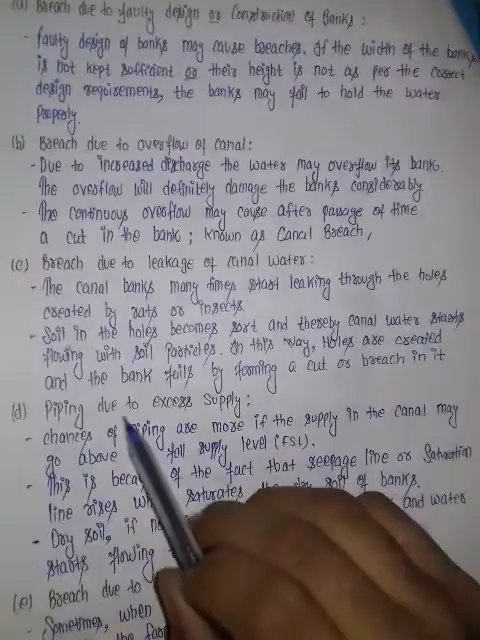 (a) Breach due to faulty design or Construction of Banks:
- Faulty design of banks may cause breaches. If the width of the banks
is not kept sufficient or their height is not as per the correct
design requirements, the banks may fail to hold the water
Properly.
(b) Breach due to overflow of canal:
- Due to increased discharge the water may overflow its bank.
The overflow will definitely damage the banks considerably
- The continuous overflow may cause after passage of time
a cut in the bank; known as Canal Breach,
(c) Breach due to leakage of canal water:
- The canal banks many times start leaking through the holes
created by rats or insects.
- Soil in the holes becomes sort and thereby canal water starts
flowing with soil Particles. In this way, Holes are created
and the bank fails by forming a cut or breach in it
(d) Piping due to excess Supply:
- chances of Piping are more if the supply in the canal may
go above full supply level (FSL).
- This is of the fact that seepage line or Saturation
line rises saturates the dry soil of banks.
- Dry soil, if and water
starts flowing
(e) Breach due to
- Sometimes, when
the